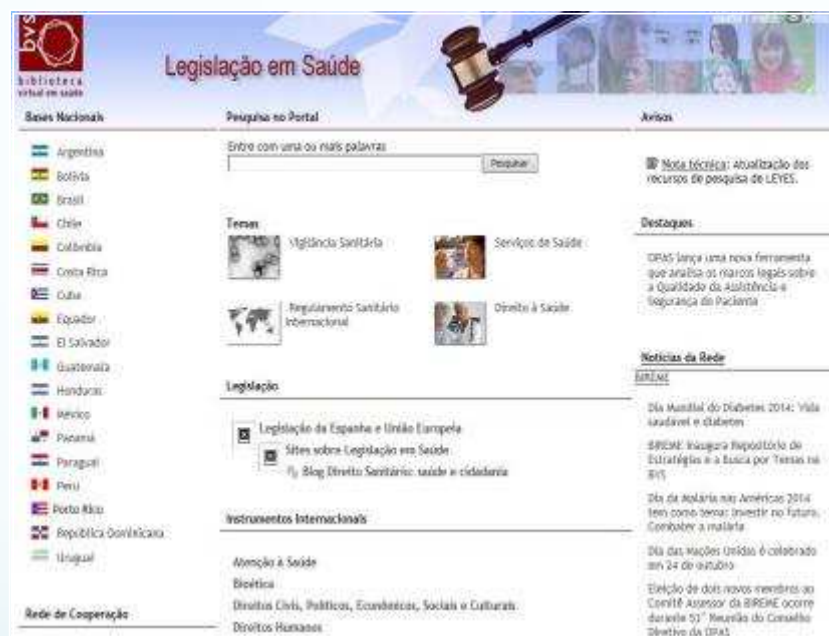 bvs
biblioteca
virtual em saúde
Legislação em Saúde
Bases Nacionais
Argentina
Bolívia
Brasil
Chile
Colômbia
Costa Rica
Cuba
Equador
El Salvador
Guatemala
Honduras
México
Panamá
Paraguai
Peru
Porto Rico
República Dominicana
Uruguai
Rede de Cooperação
Pesquisa no Portal
Entre com uma ou mais palavras
Pesquisar
Temas
Vigilância Sanitária
Serviços de Saúde
Regulamento Sanitário
Internacional
Direito à Saúde
Legislação
Legislação da Espanha e União Europeia
Sites sobre Legislação em Saúde
Blog Direito Sanitário: saúde e cidadania
Instrumentos Internacionais
Atenção à Saúde
Bioética
Direitos Civis, Políticos, Econômicos, Sociais e Culturais
Direitos Humanos
Avisos
Nota técnica: Atualização dos
recursos de pesquisa de LEYES.
Destaques
OPAS lança uma nova ferramenta
que analisa os marcos legais sobre
a Qualidade da Assistência e
Segurança do Paciente
Notícias da Rede
BIREME
Dia Mundial do Diabetes 2014: Vida
saudável e diabetes
BIREME inaugura Repositório de
Estratégias e a Busca por Temas na
BVS
Dia da Malária nas Américas 2014
tem como tema: Investir no futuro.
Combater a malária
Dia das Nações Unidas é celebrado
em 24 de outubro
Eleição de dois novos membros ao
Comitê Assessor da BIREME ocorre
durante 53° Reunião do Conselho
Diretivo da OPAS